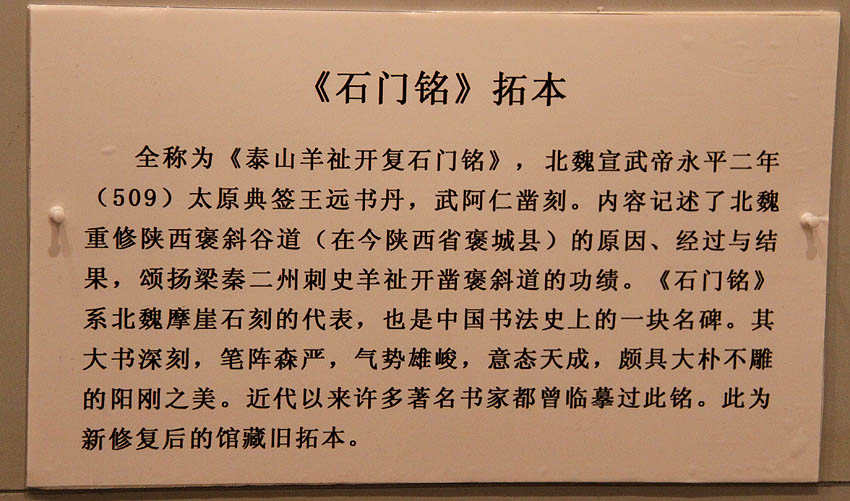 《石门铭》拓本
全称为《泰山羊祉开复石门铭》，北魏宣武帝永平二年
（509）太原典签王远书丹，武阿仁凿刻。内容记述了北魏
重修陕西褒斜谷道（在今陕西省褒城县）的原因、经过与结
果，颂扬梁秦二州刺史羊祉开凿褒斜道的功绩。《石门铭》
系北魏摩崖石刻的代表，也是中国书法史上的一块名碑。其
大书深刻，笔阵森严，气势雄峻，意态天成，颇具大朴不雕
的阳刚之美。近代以来许多著名书家都曾临摹过此铭。此为
新修复后的馆藏旧拓本。